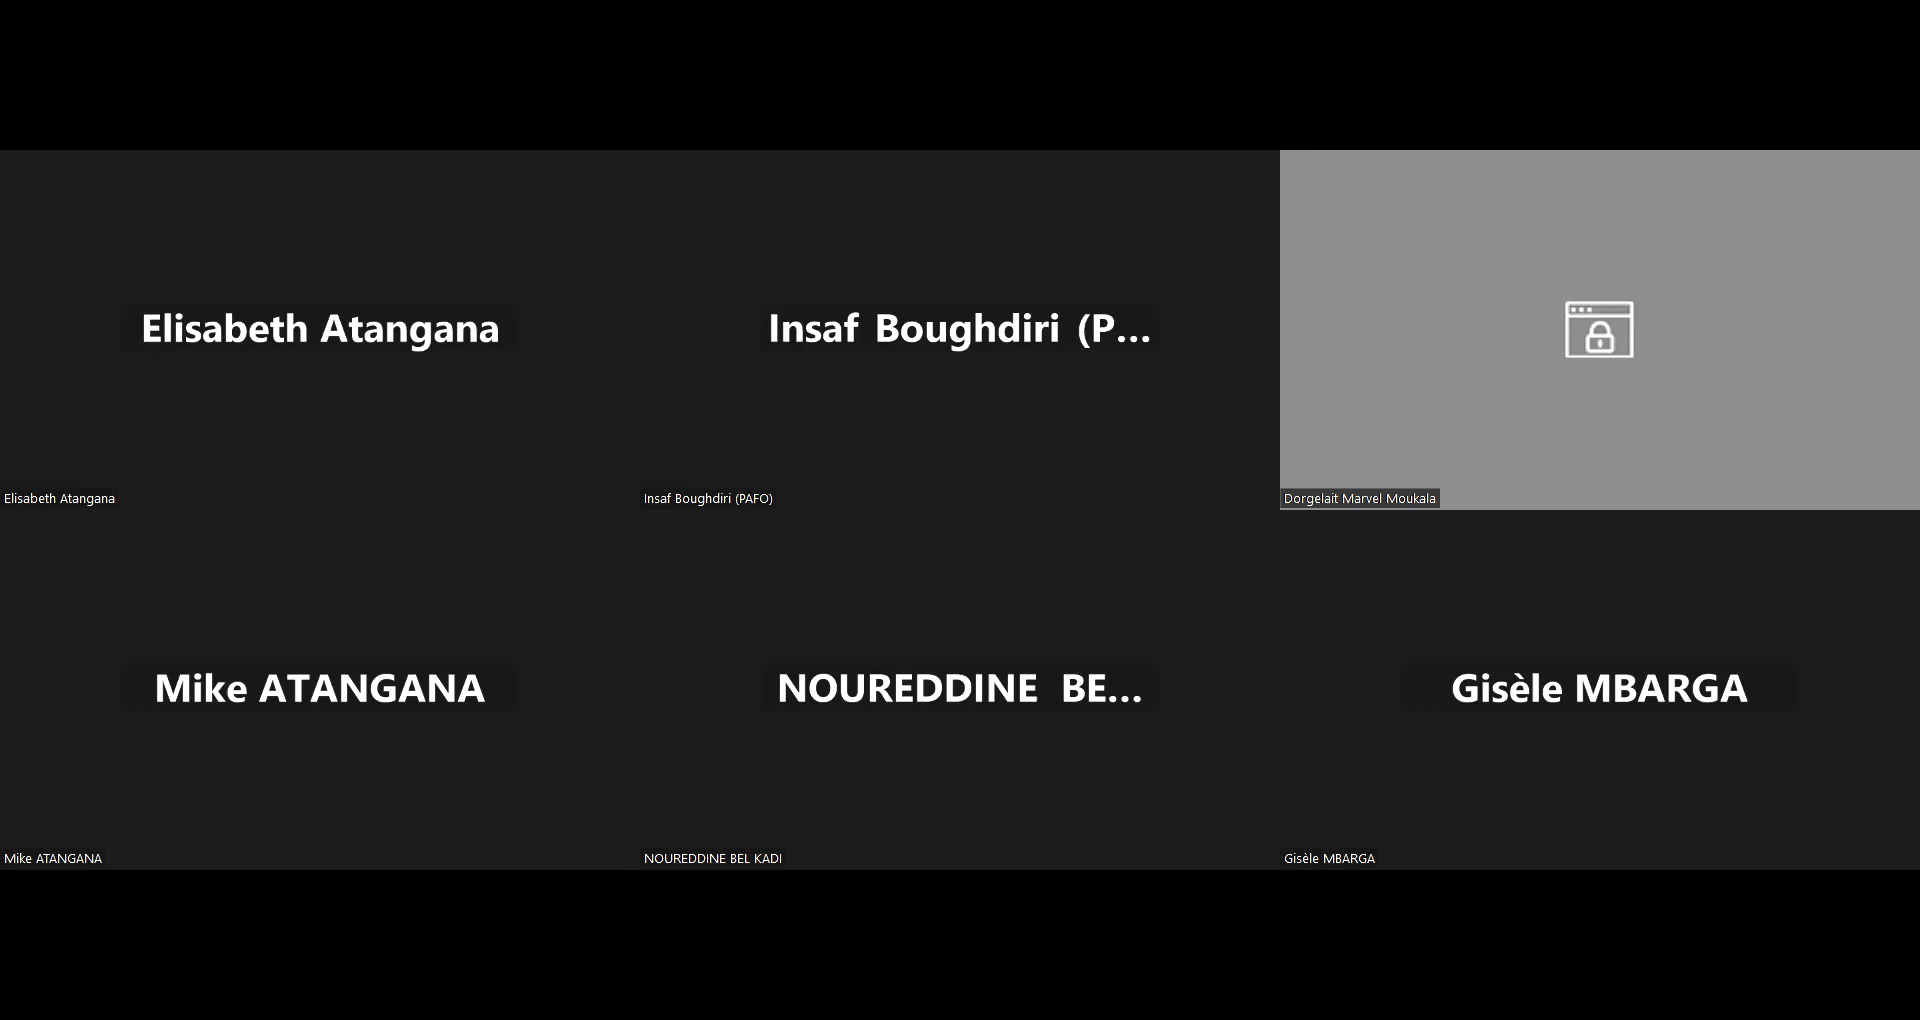 Elisabeth Atangana
Insaf Boughdiri (P...
Elisabeth Atangana
Insaf Boughdiri (PAFO)
Dorgelait Marvel Moukala
Mike ATANGANA
NOUREDDINE BE...
Gisèle MBARGA
Mike ATANGANA
NOUREDDINE BEL KADI
Gisèle MBARGA